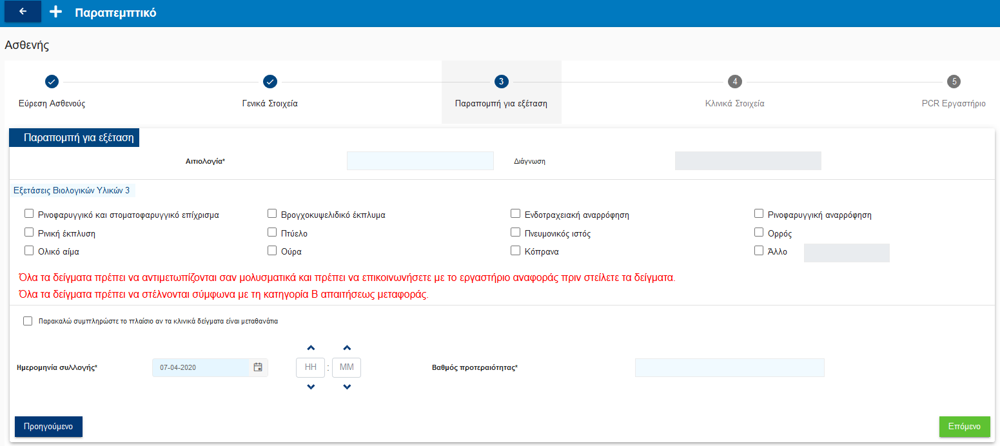 Παραπεμπτικό
Ασθενής
3 4 5
Εύρεση Ασθενούς Γενικά Στοιχεία Παραπομπή για εξέταση Κλινικά Στοιχεία PCR Εργαστήριο
Παραπομπή για εξέταση
Αιτιολογία* Διάγνωση
Εξετάσεις Βιολογικών Υλικών 3
Ρινοφαρυγγικό και στοματοφαρυγγικό επίχρισμα Βρογχοκυψελιδικό έκπλυμα Ενδοτραχειακή αναρρόφηση Ρινοφαρυγγική αναρρόφηση
Ρινική έκπλυση Πτύελο Πνευμονικός ιστός Ορρός
Ολικό αίμα Ούρα Κόπρανα Άλλο
Όλα τα δείγματα πρέπει να αντιμετωπίζονται σαν μολυσματικά και πρέπει να επικοινωνήσετε με το εργαστήριο αναφοράς πριν στείλετε τα δείγματα.
Όλα τα δείγματα πρέπει να στέλνονται σύμφωνα με τη κατηγορία Β απαιτήσεως μεταφοράς.
Παρακαλώ συμπληρώστε το πλαίσιο αν τα κλινικά δείγματα είναι μεταθανάτια
Ημερομηνία συλλογής* 07-04-2020 HH : MM Βαθμός προτεραιότητας*
Προηγούμενο Επόμενο